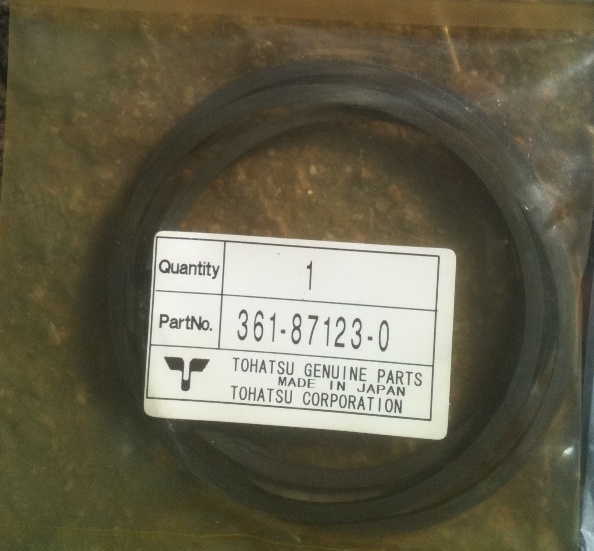 Quantity 1
PartNo. 361-87123-0
TOHATSU GENUINE PARTS
MADE IN JAPAN
TOHATSU CORPORATION